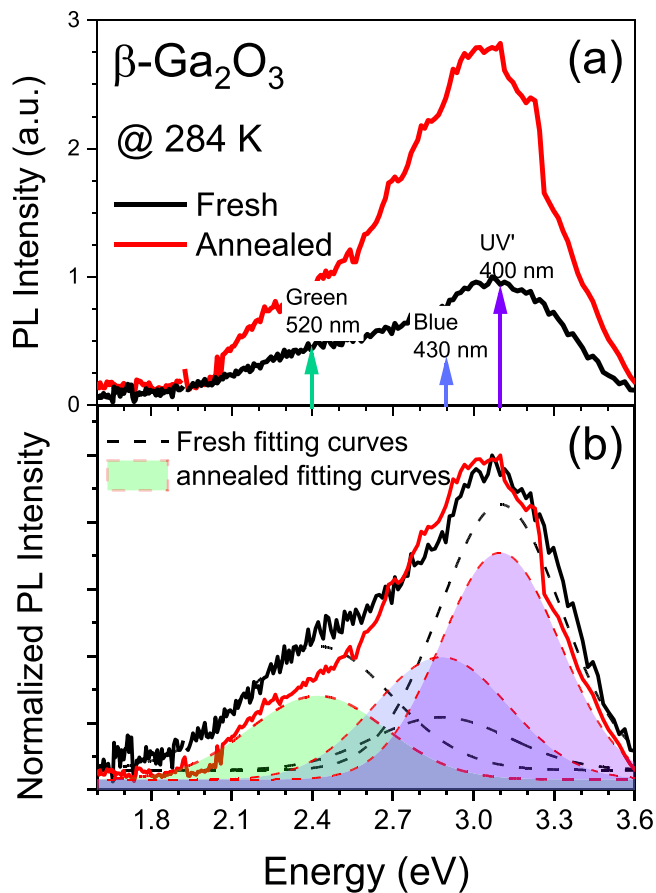 3
2
1
0
PL Intensity (a.u.)
β-Ga₂O₃
(a)
@ 284 K
Fresh
Annealed
UV'
400 nm
Green
520 nm
Blue
430 nm
(b)
Fresh fitting curves
annealed fitting curves
Normalized PL Intensity
1.8 2.1 2.4 2.7 3.0 3.3 3.6
Energy (eV)